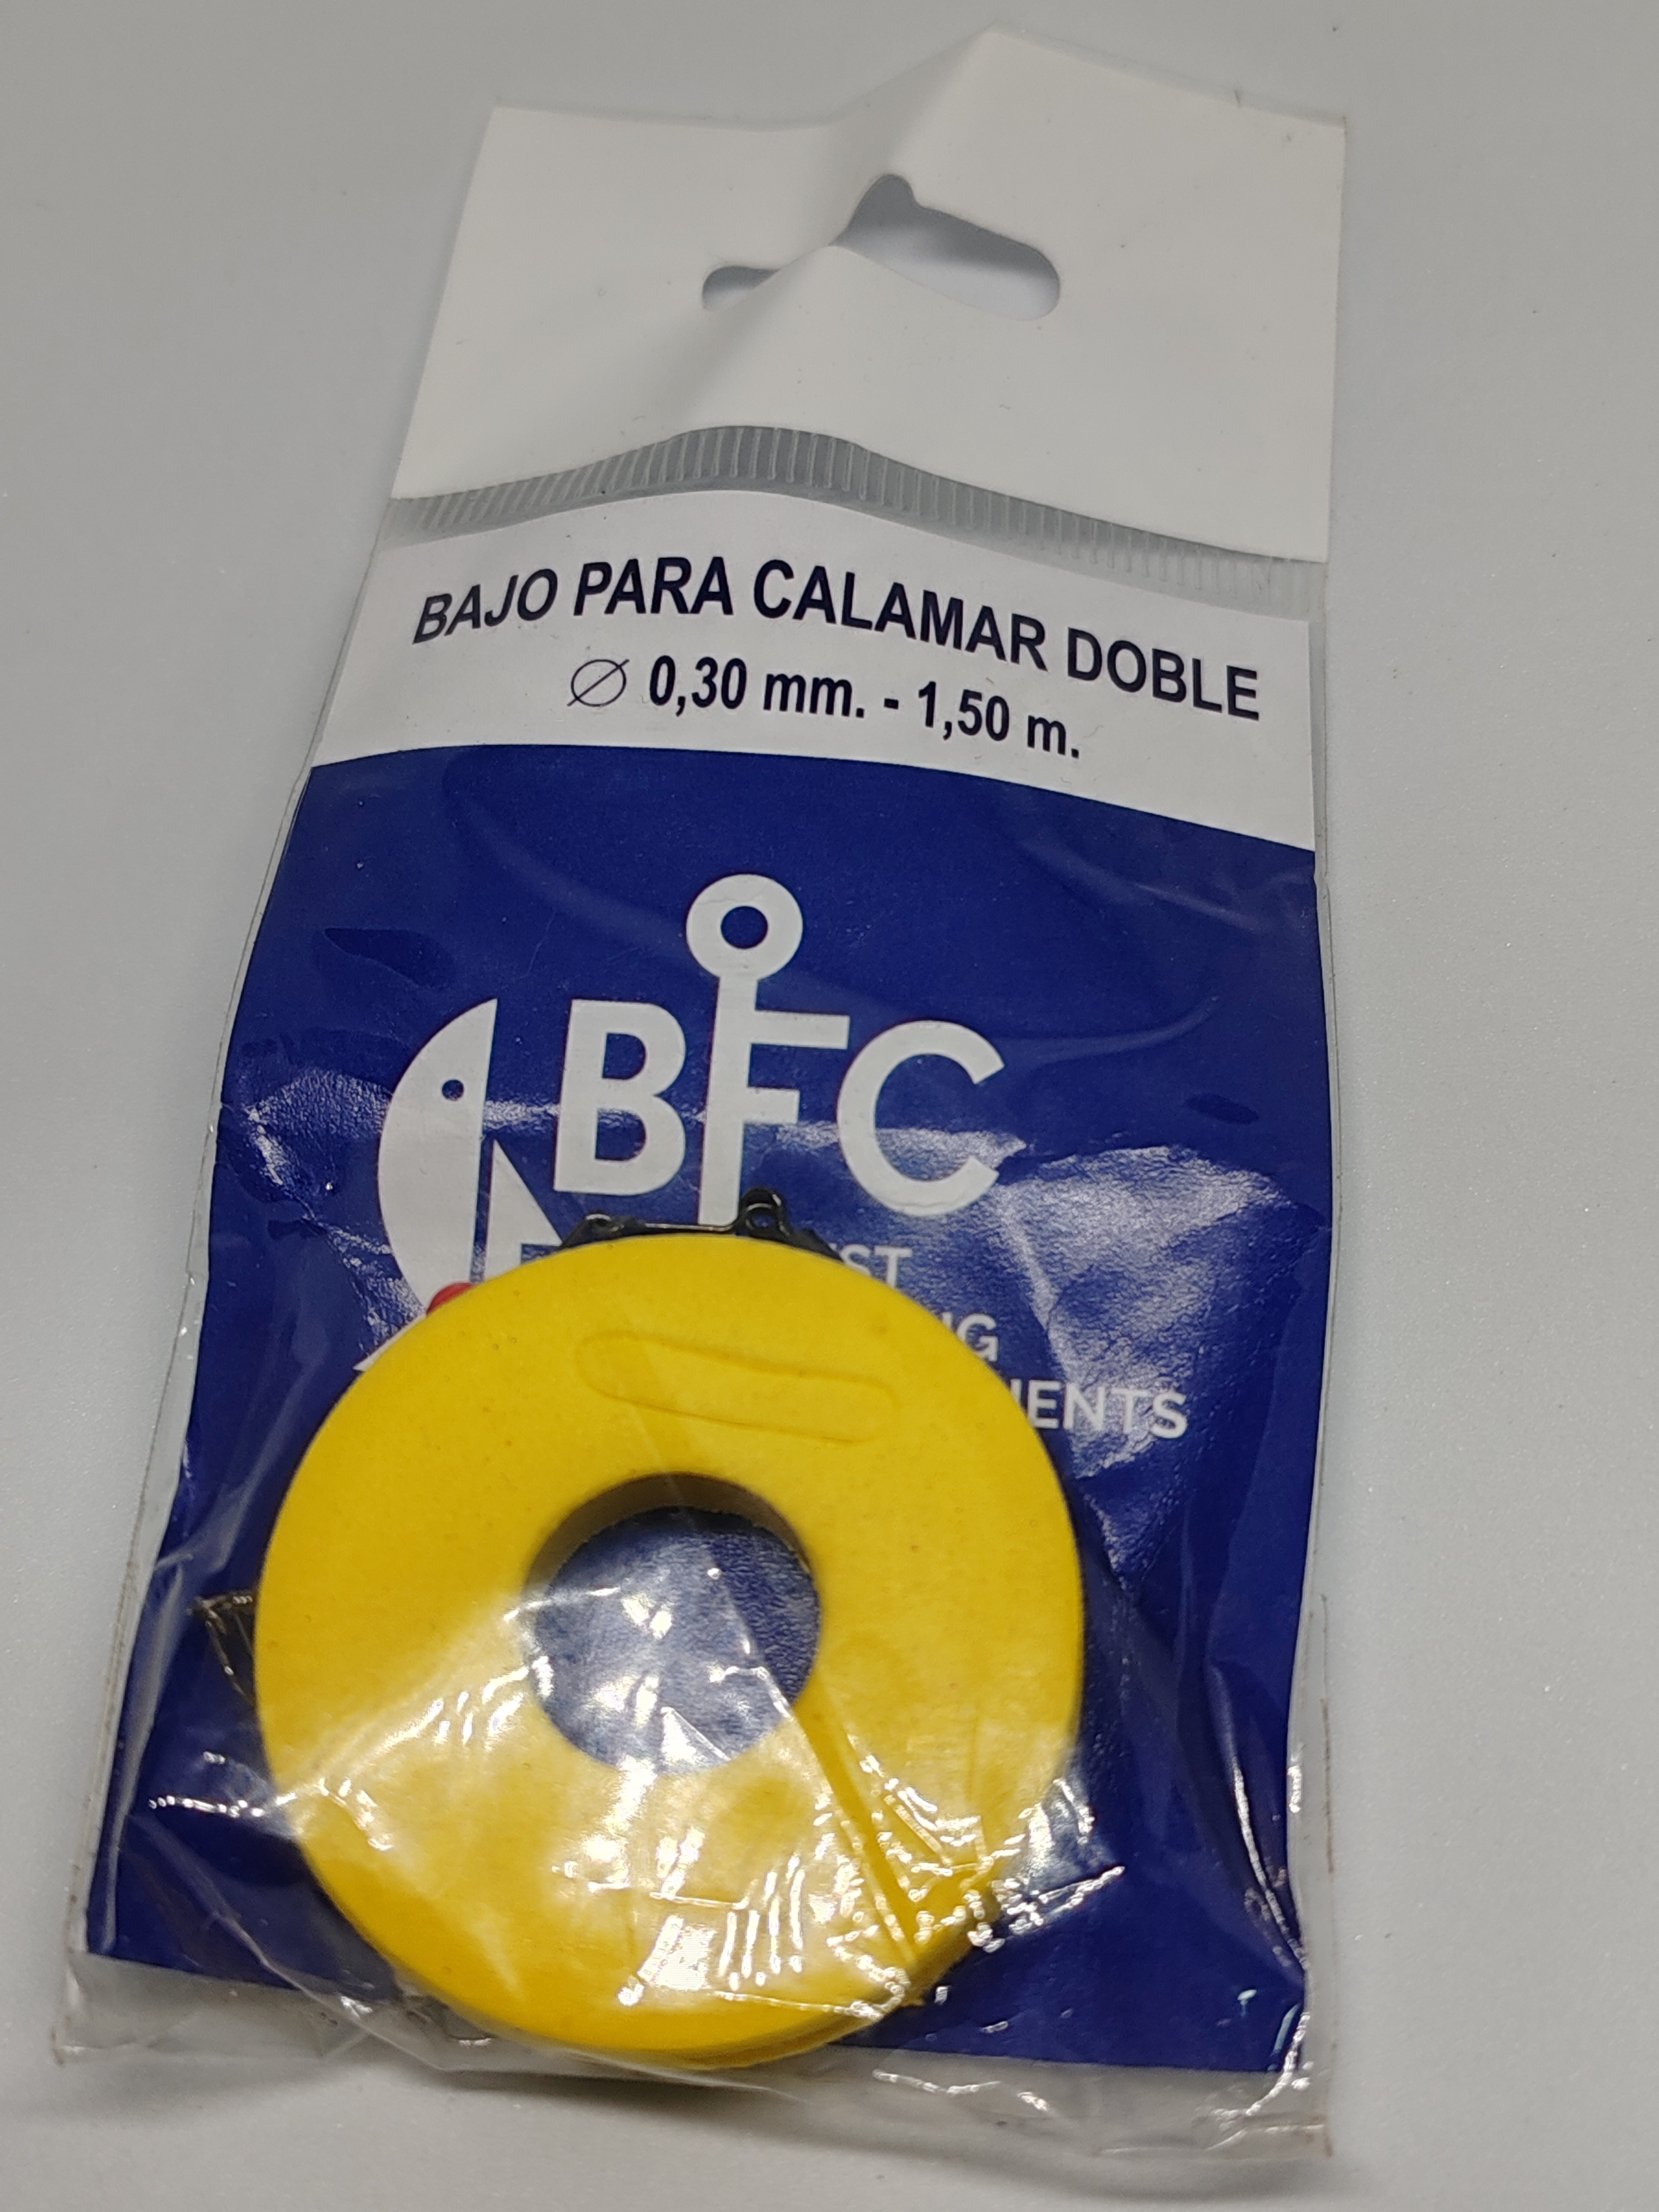 BAJO PARA CALAMAR DOBLE
Ø 0,30 mm. - 1,50 m.
BFC